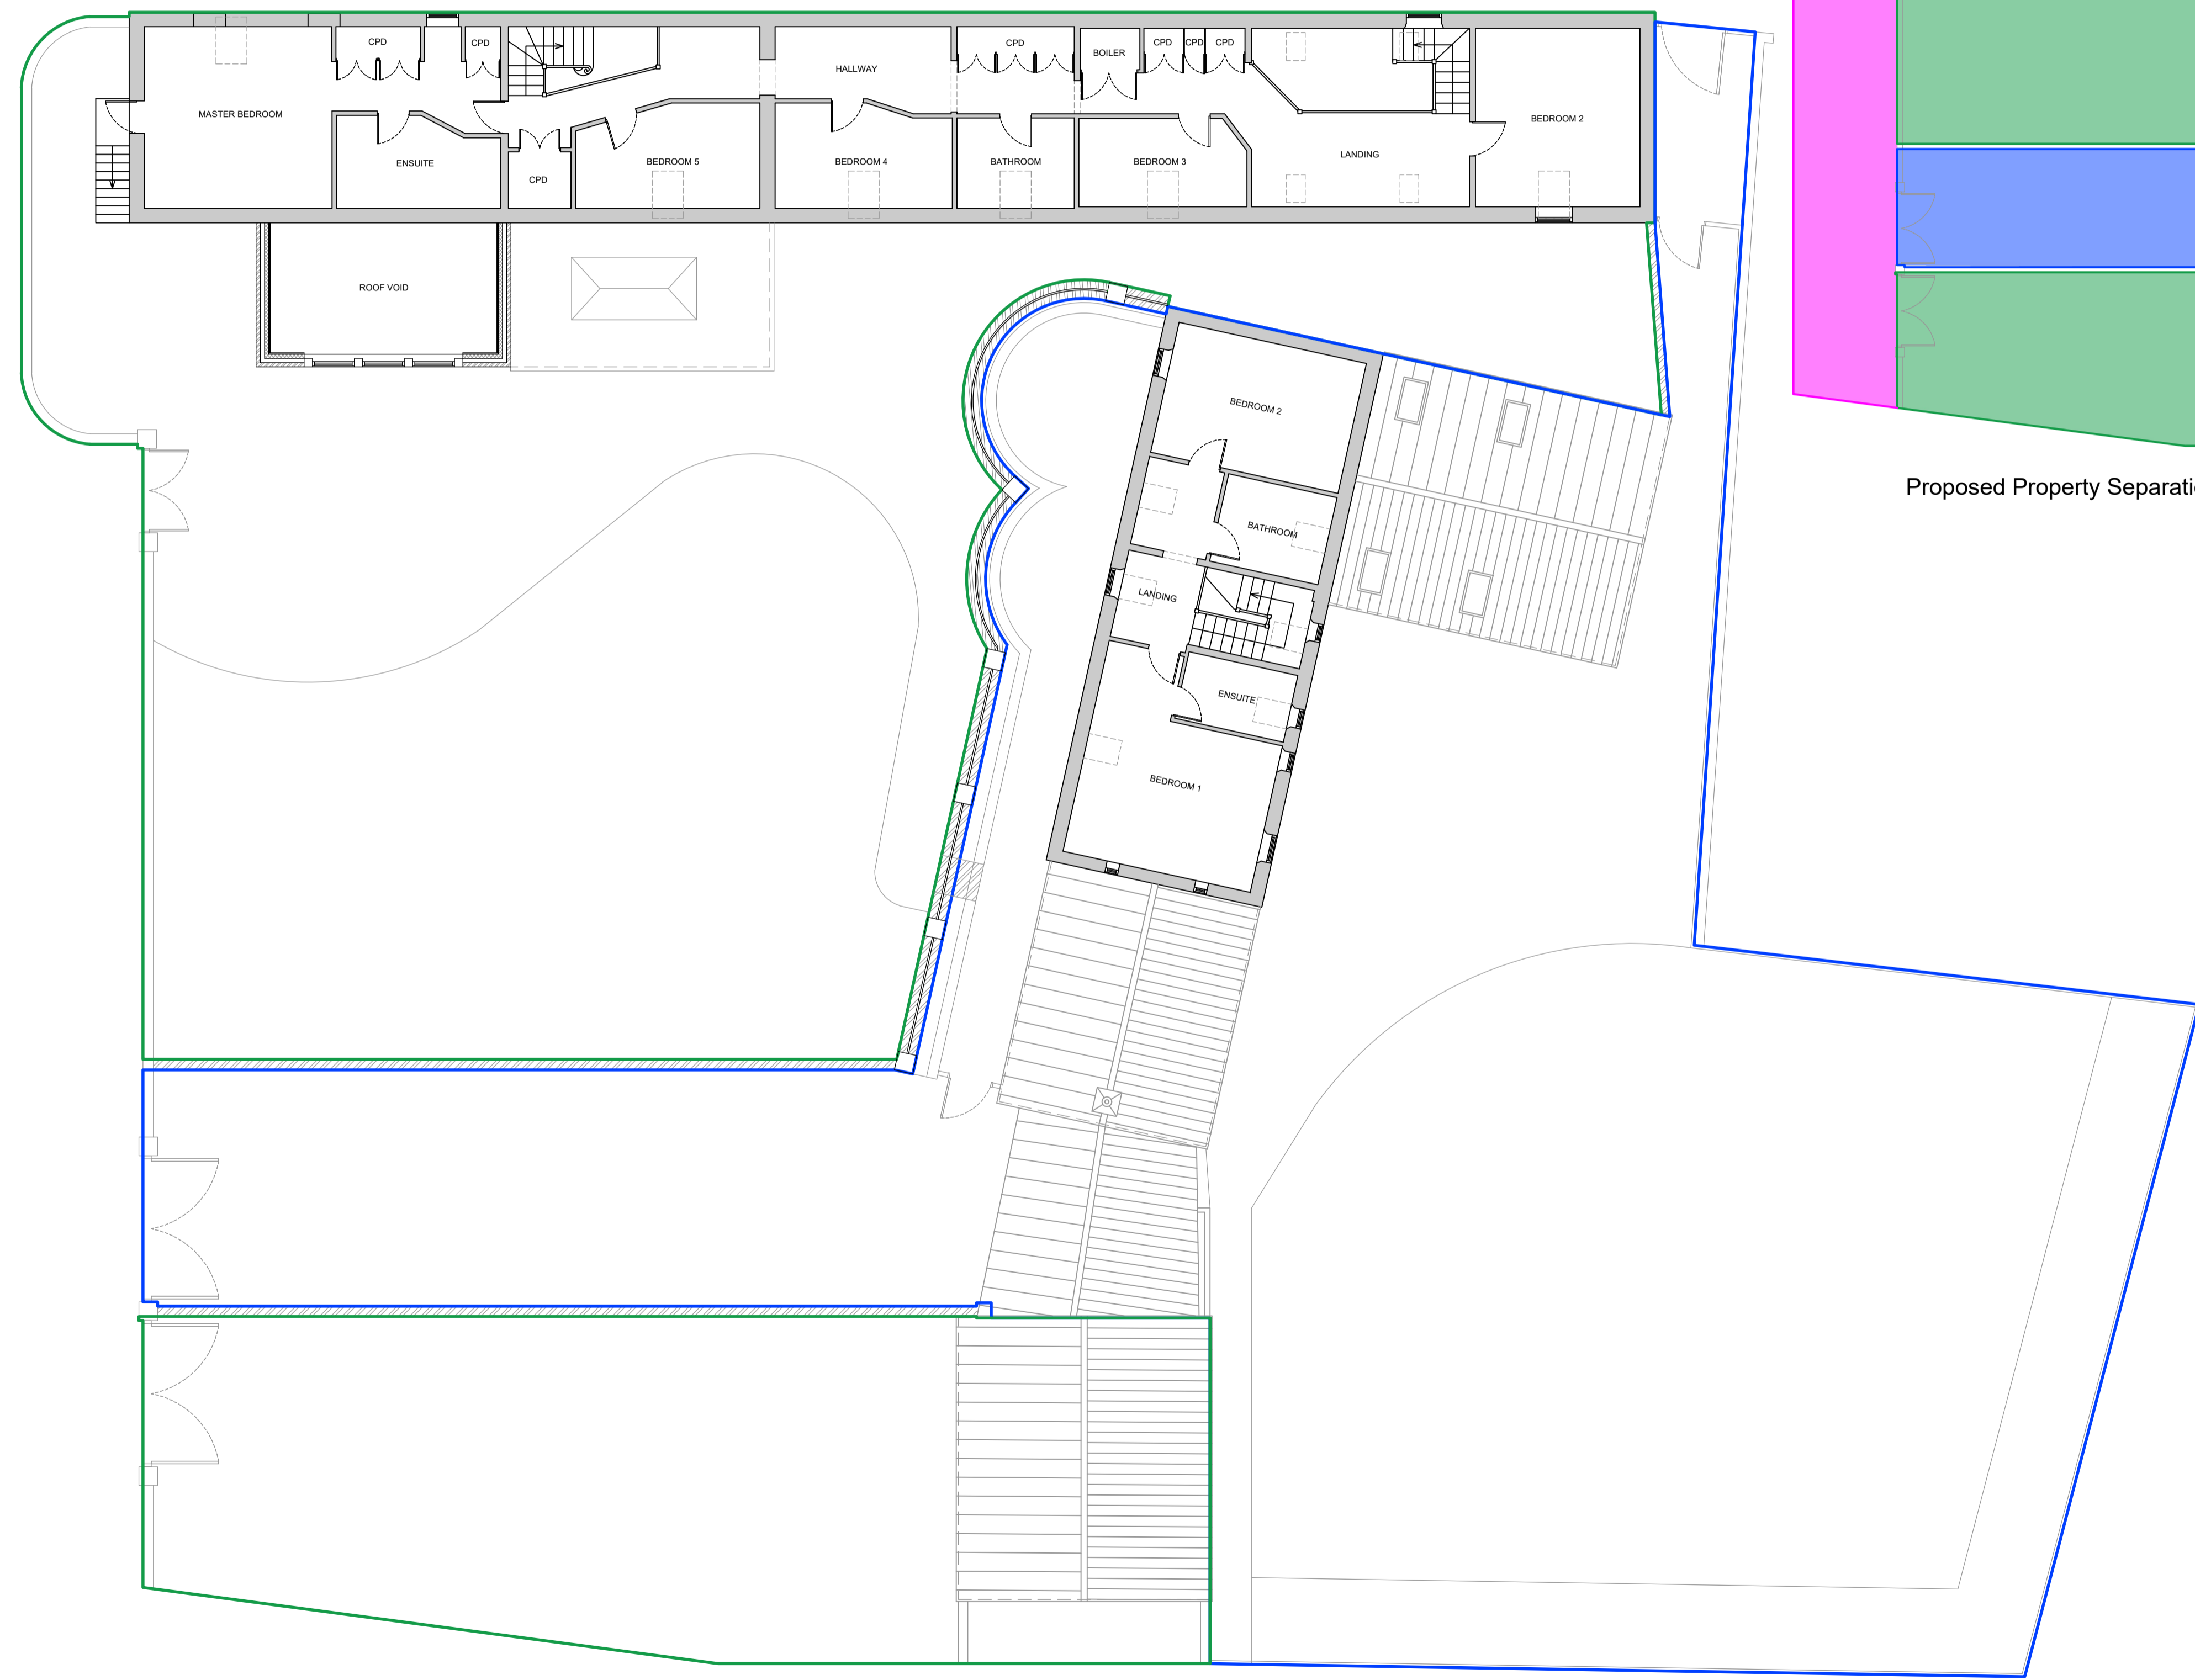 CPD
CPD
CPD
BOILER
CPD
CPD
CPD
HALLWAY
MASTER BEDROOM
BEDROOM 2
ENSUITE
BEDROOM 5
BEDROOM 4
BATHROOM
BEDROOM 3
LANDING
CPD
ROOF VOID
BEDROOM 2
Proposed Property Separati
BATHROOM
LANDING
ENSUITE
BEDROOM 1